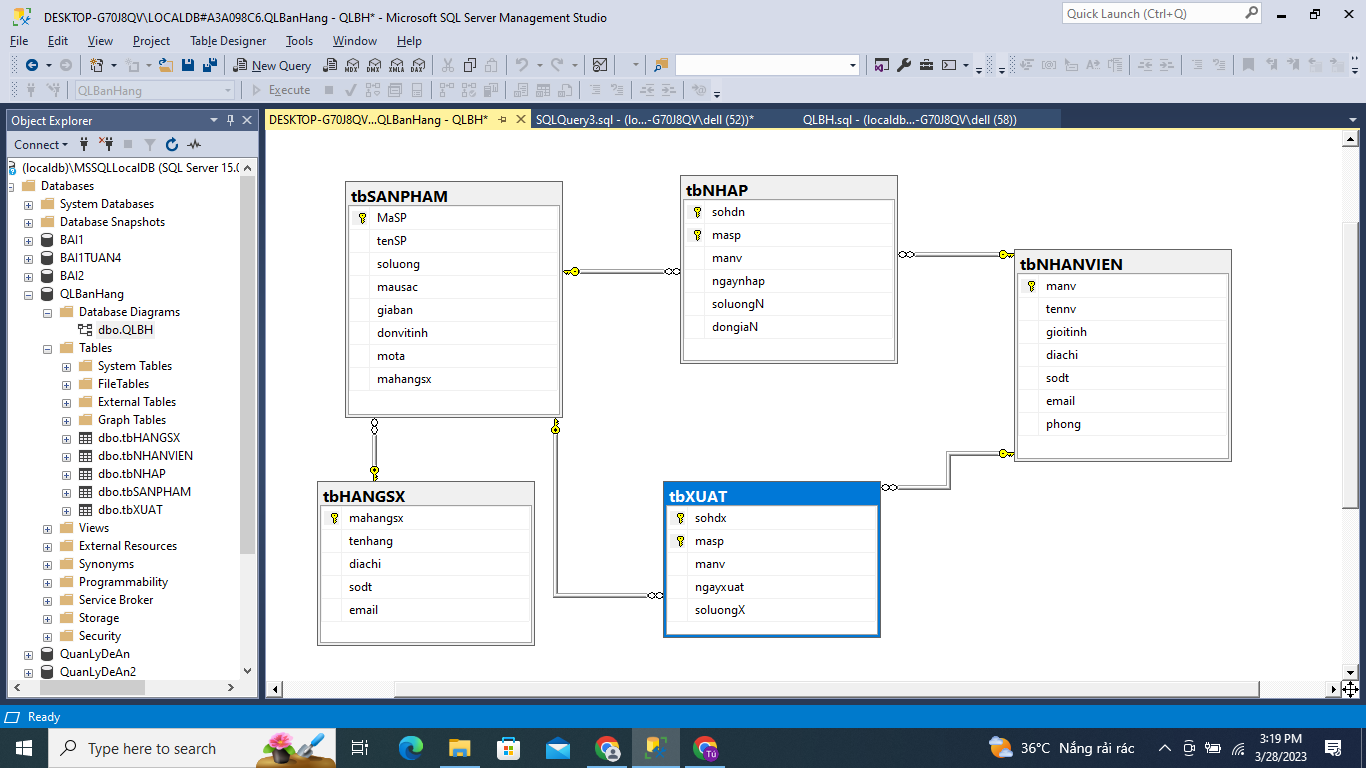 DESKTOP-G70J8QV\LOCALDB#A3A098C6.QLBanHang - QLBH* - Microsoft SQL Server Management Studio
Quick Launch (Ctrl+Q)
File Edit View Project Table Designer Tools Window Help
New Query
MDX DMX XMLA DAX
QLBanHang Execute
Object Explorer
Connect
(localdb)\MSSQLLocalDB (SQL Server 15.0
Databases
System Databases
Database Snapshots
BAI1
BAI1TUAN4
BAI2
QLBanHang
Database Diagrams
dbo.QLBH
Tables
System Tables
FileTables
External Tables
Graph Tables
dbo.tbHANGSX
dbo.tbNHANVIEN
dbo.tbNHAP
dbo.tbSANPHAM
dbo.tbXUAT
Views
External Resources
Synonyms
Programmability
Service Broker
Storage
Security
QuanLyDeAn
QuanLyDeAn2
DESKTOP-G70J8QV...QLBanHang - QLBH*
SQLQuery3.sql - (lo...-G70J8QV\dell (52))*
QLBH.sql - (localdb...-G70J8QV\dell (58))
tbSANPHAM
MaSP
tenSP
soluong
mausac
giaban
donvitinh
mota
mahangsx
tbNHAP
sohdn
masp
manv
ngaynhap
soluongN
dongiaN
tbNHANVIEN
manv
tennv
gioitinh
diachi
sodt
email
phong
tbHANGSX
mahangsx
tenhang
diachi
sodt
email
tbXUAT
sohdx
masp
manv
ngayxuat
soluongX
Ready
Type here to search
Tú
36°C Nắng rải rác
3:19 PM
3/28/2023